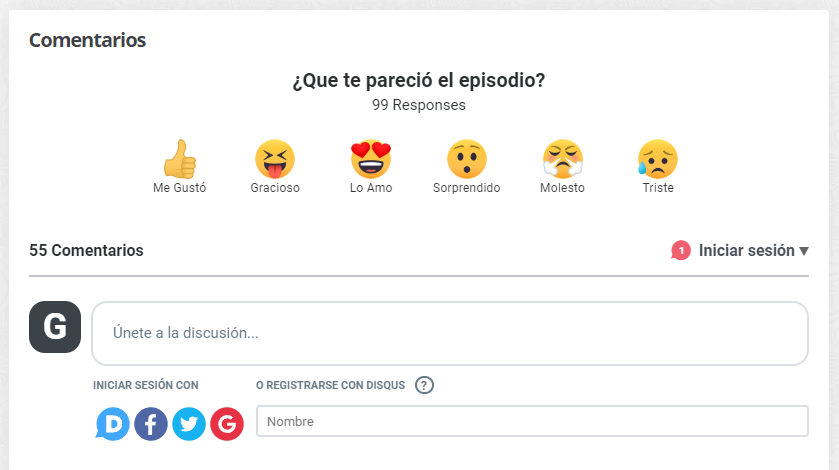 Comentarios
¿Que te pareció el episodio?
99 Responses
Me Gustó Gracioso Lo Amo Sorprendido Molesto Triste
55 Comentarios 1 Iniciar sesión
G Únete a la discusión...
INICIAR SESIÓN CON O REGISTRARSE CON DISQUS ?
D f G Nombre